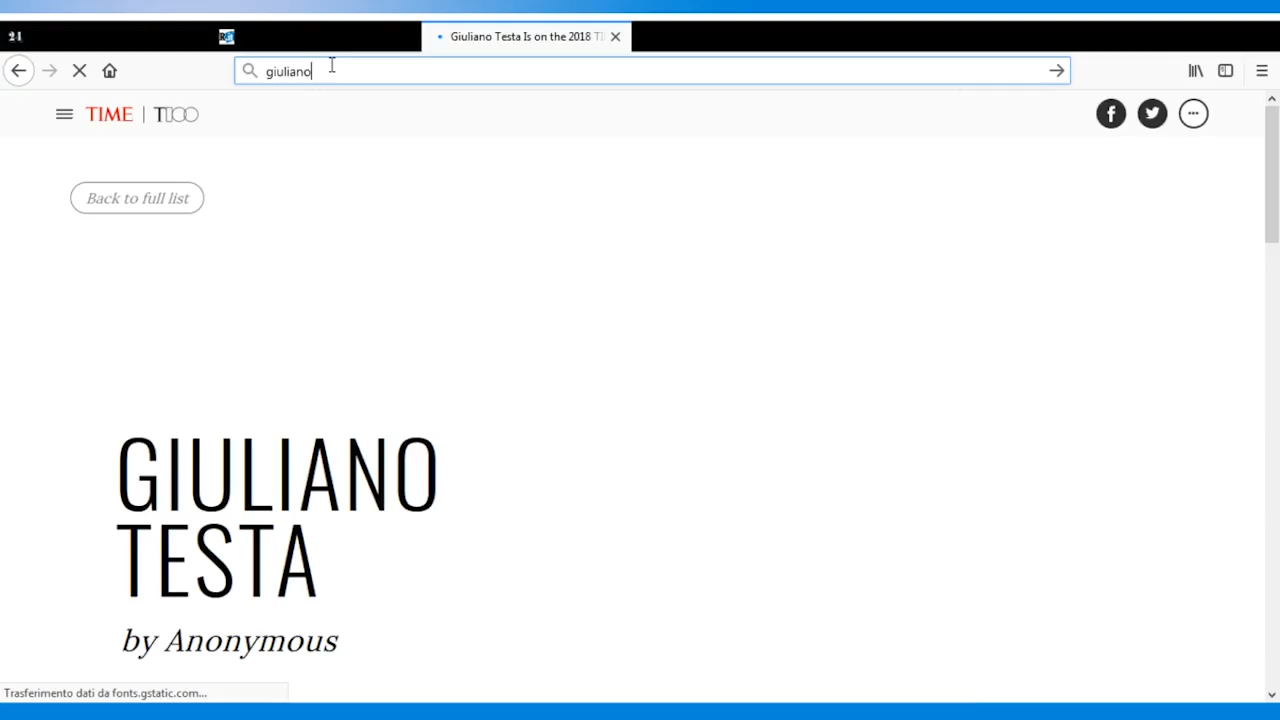 21
Giuliano Testa Is on the 2018 TI
giuliano
TIME | T100
Back to full list
GIULIANO
TESTA
by Anonymous
Trasferimento dati da fonts.gstatic.com...